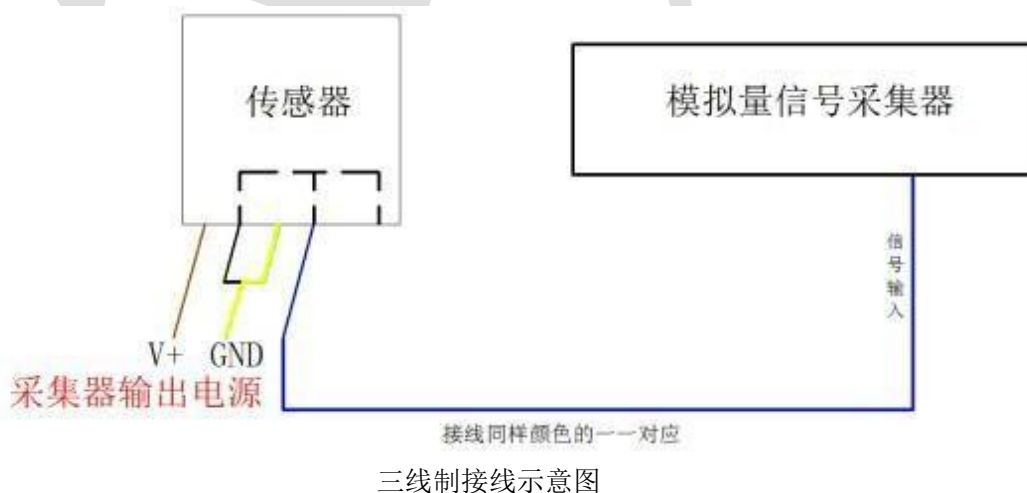 传感器
模拟量信号采集器
信号输入
V+ GND
采集器输出电源
接线同样颜色的一一对应
三线制接线示意图